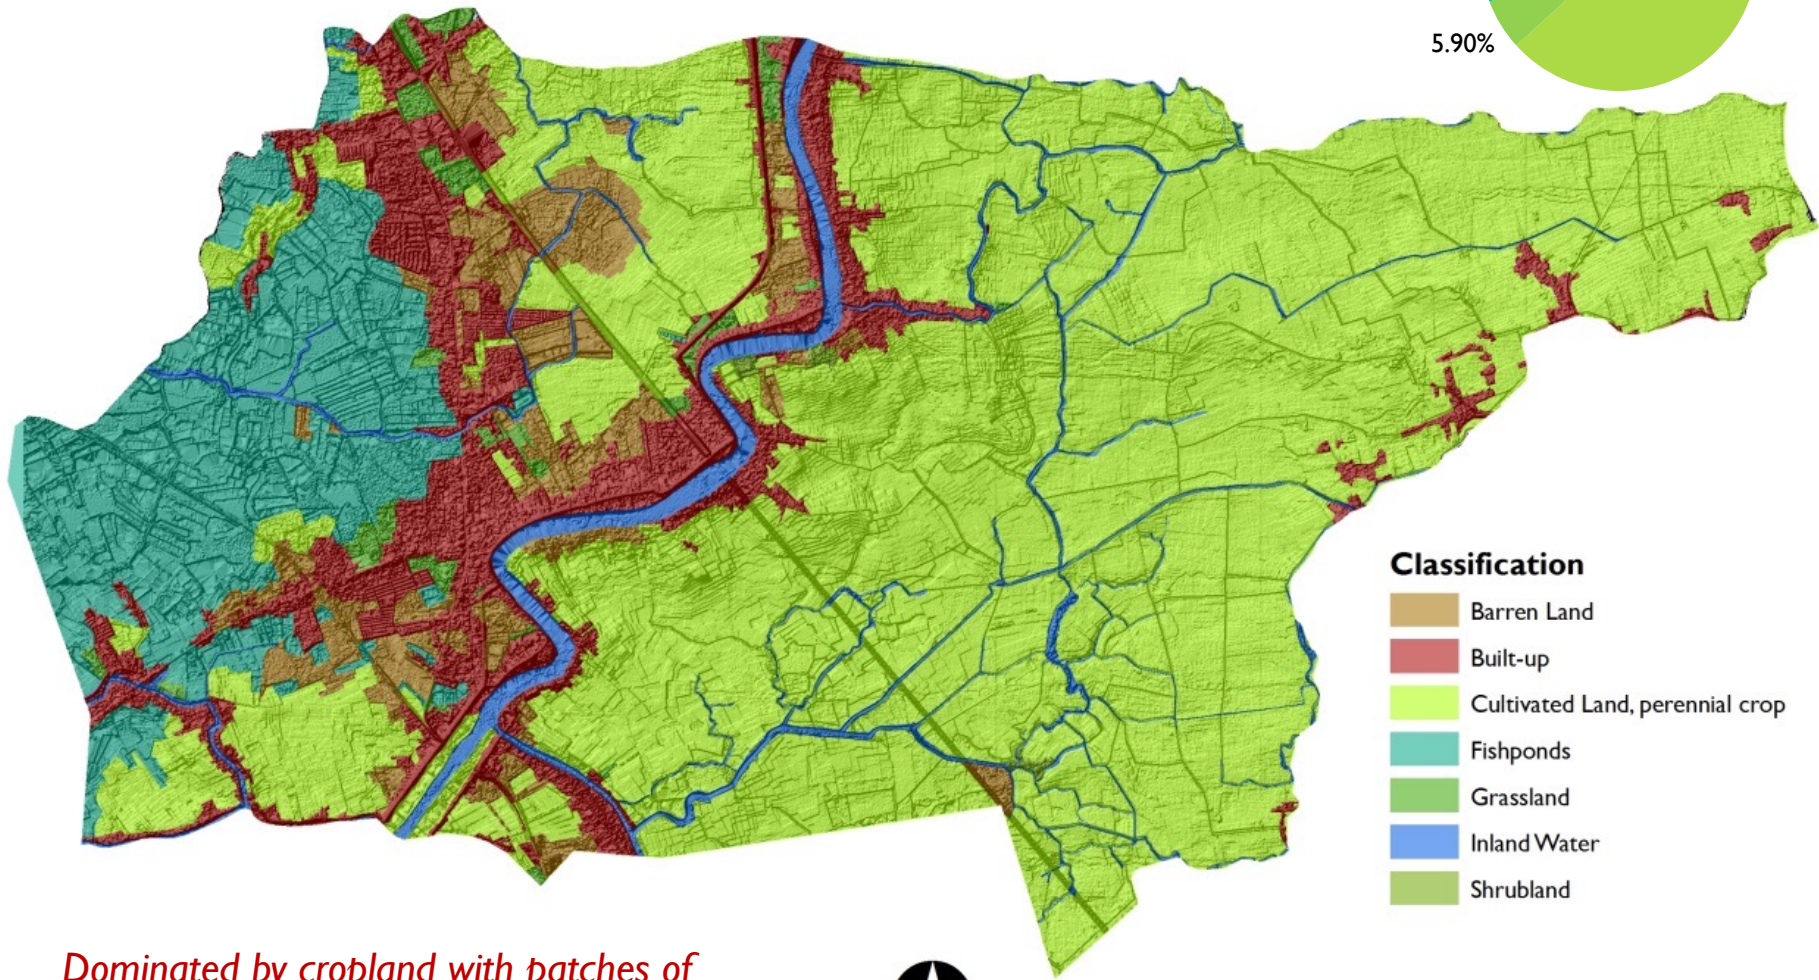 5.90%
Classification
Barren Land
Built-up
Cultivated Land, perennial crop
Fishponds
Grassland
Inland Water
Shrubland
Dominated by cropland with patches of